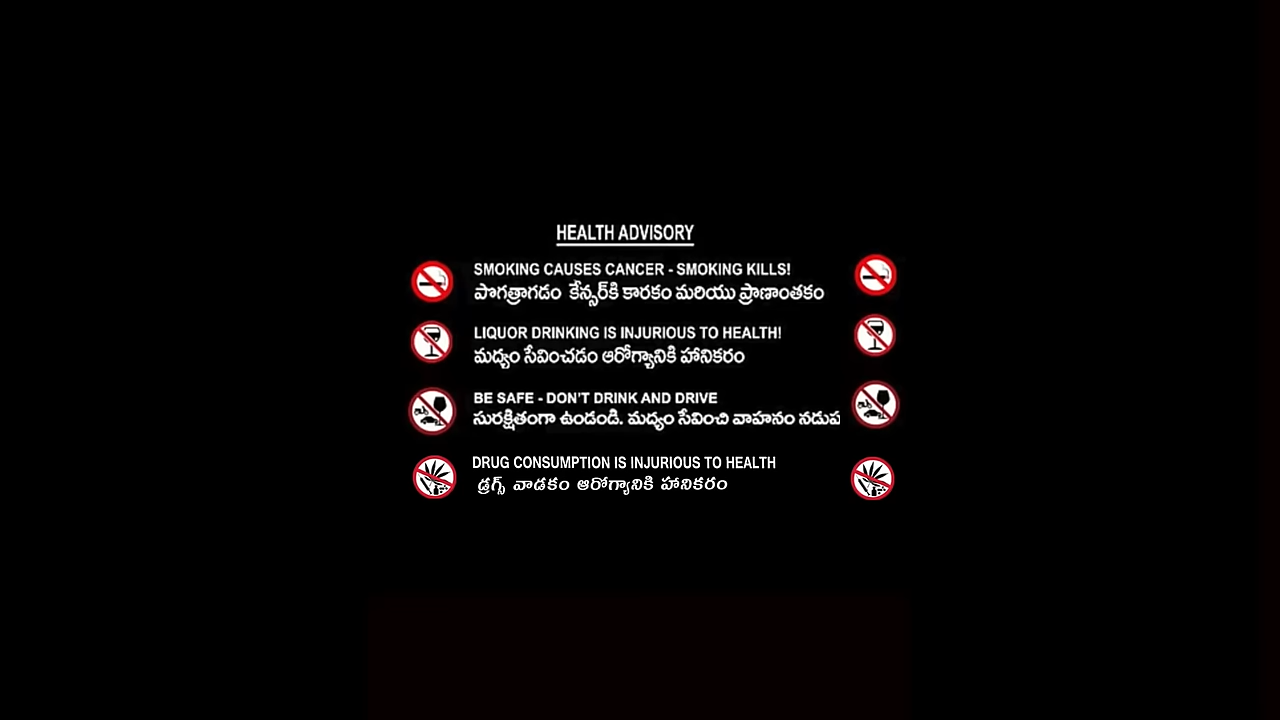 HEALTH ADVISORY
SMOKING CAUSES CANCER - SMOKING KILLS!
పొగత్రాగడం కేన్సర్‌కి కారకం మరియు ప్రాణాంతకం
LIQUOR DRINKING IS INJURIOUS TO HEALTH!
మద్యం సేవించడం ఆరోగ్యానికి హానికరం
BE SAFE - DON'T DRINK AND DRIVE
సురక్షితంగా ఉండండి. మద్యం సేవించి వాహనం
DRUG CONSUMPTION IS INJURIOUS TO HEALTH
డ్రగ్స్ వాడకం ఆరోగ్యానికి హానికరం